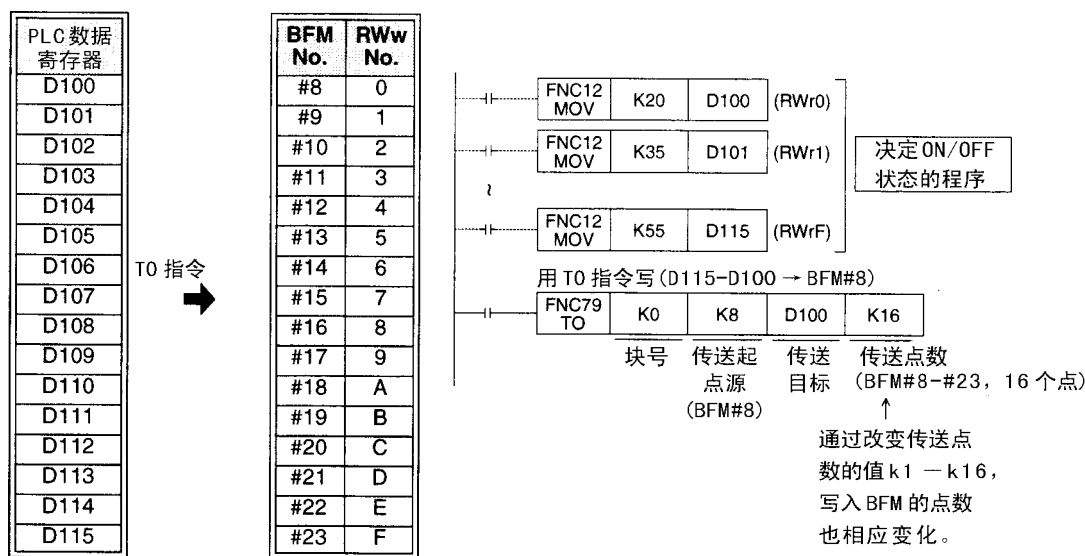 PLC数据
寄存器
D100
D101
D102
D103
D104
D105
D106
D107
D108
D109
D110
D111
D112
D113
D114
D115
TO 指令
BFM No. RWw No.
#8 0
#9 1
#10 2
#11 3
#12 4
#13 5
#14 6
#15 7
#16 8
#17 9
#18 A
#19 B
#20 C
#21 D
#22 E
#23 F
FNC12 MOV K20 D100 (RWr0)
FNC12 MOV K35 D101 (RWr1)
FNC12 MOV K55 D115 (RWrF)
决定ON/OFF
状态的程序
用TO指令写(D115-D100→BFM#8)
FNC79 TO K0 K8 D100 K16
块号
传送起
点源
(BFM#8)
传送
目标
传送点数
(BFM#8-#23, 16个点)
↑
通过改变传送点
数的值k1－k16,
写入BFM的点数
也相应变化。